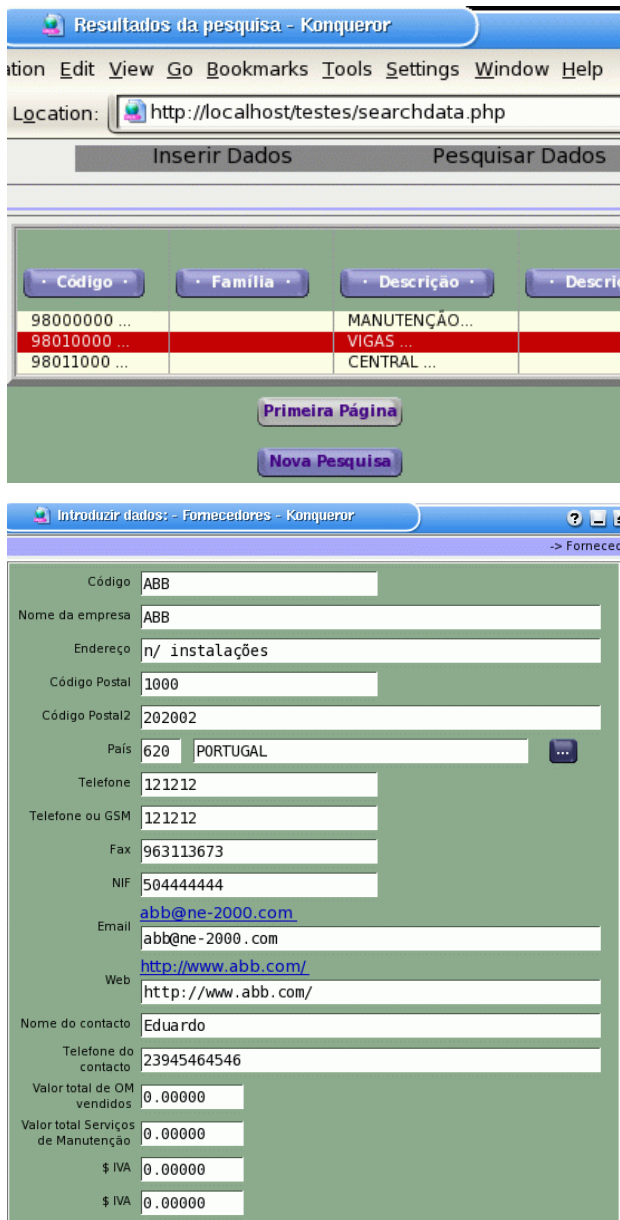 Resultados da pesquisa - Konqueror
ation Edit View Go Bookmarks Tools Settings Window Help
Location: http://localhost/testes/searchdata.php
Inserir Dados Pesquisar Dados
· Código · · Família · · Descrição · · Descri
98000000 ... MANUTENÇÃO...
98010000 ... VIGAS ...
98011000 ... CENTRAL ...
Primeira Página
Nova Pesquisa
Introduzir dados: - Fornecedores - Konqueror
-> Forneced
Código ABB
Nome da empresa ABB
Endereço n/ instalações
Código Postal 1000
Código Postal2 202002
País 620 PORTUGAL ...
Telefone 121212
Telefone ou GSM 121212
Fax 963113673
NIF 504444444
abb@ne-2000.com
Email abb@ne-2000.com
http://www.abb.com/
Web http://www.abb.com/
Nome do contacto Eduardo
Telefone do
contacto 23945464546
Valor total de OM
vendidos 0.00000
Valor total Serviços
de Manutenção 0.00000
$ IVA 0.00000
$ IVA 0.00000